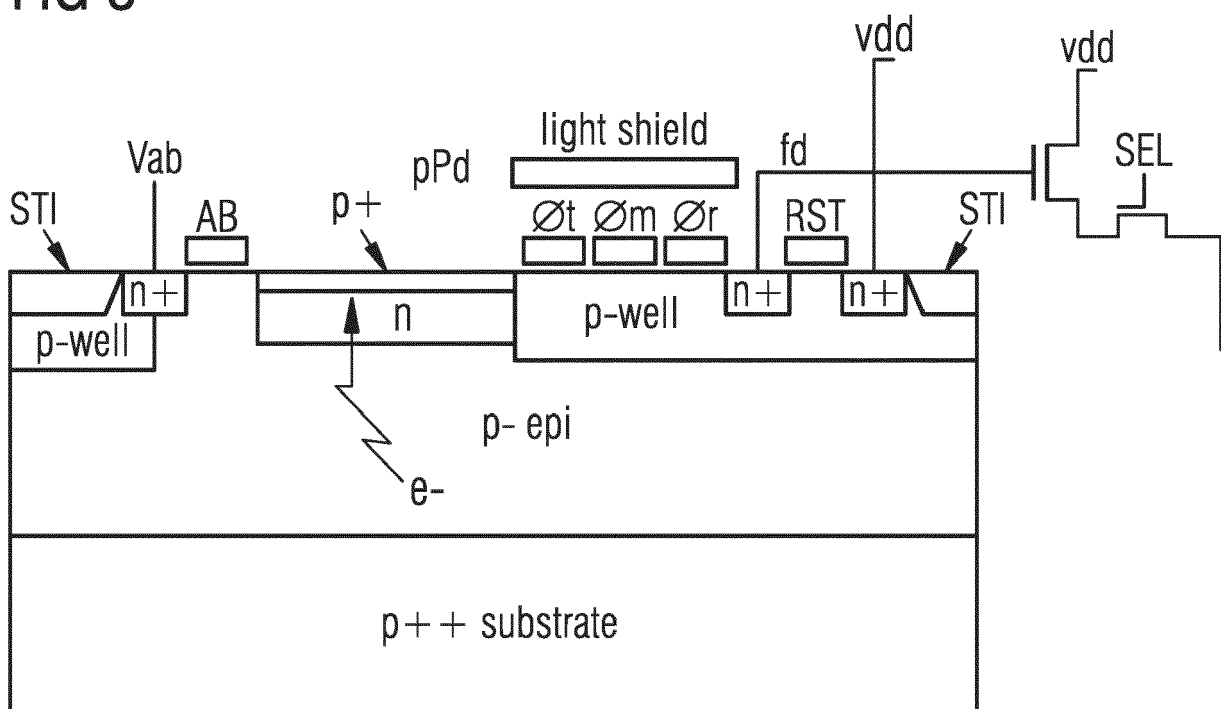 vdd
vdd
light shield
Vab
pPd
fd
SEL
STI
AB
p+
Øt Øm Ør
RST
STI
n+
n
p-well
n+
n+
p-well
p- epi
e-
p++ substrate